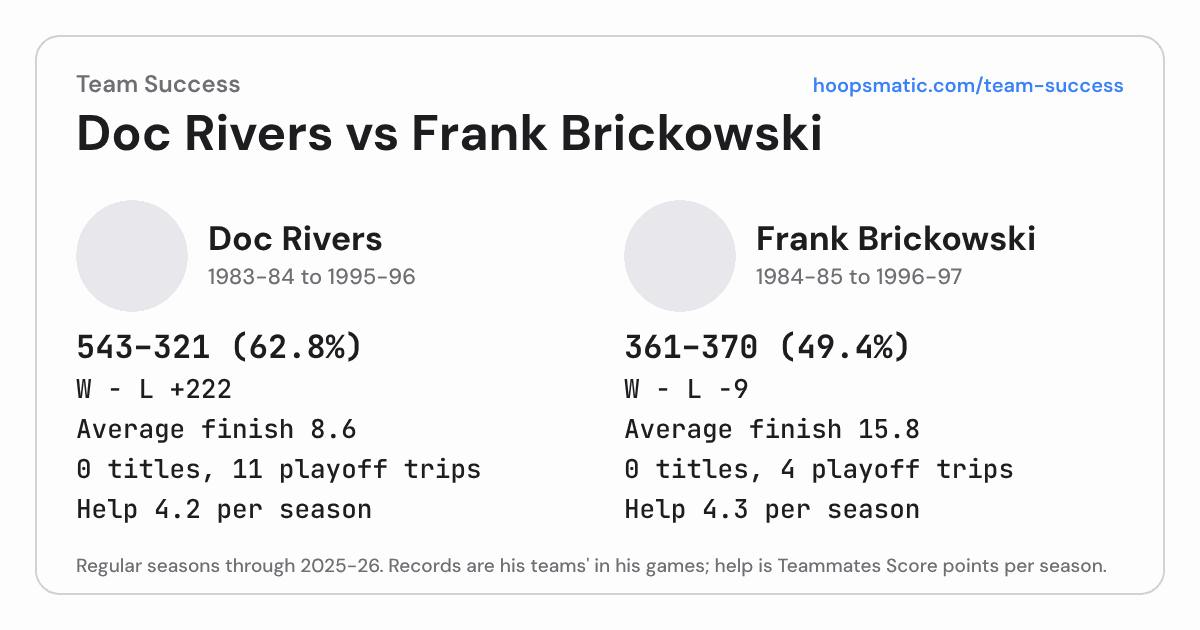 Team Success
hoopsmatic.com/team-success
Doc Rivers vs Frank Brickowski
Doc Rivers
1983-84 to 1995-96
543-321 (62.8%)
W - L +222
Average finish 8.6
0 titles, 11 playoff trips
Help 4.2 per season
Frank Brickowski
1984-85 to 1996-97
361-370 (49.4%)
W - L -9
Average finish 15.8
0 titles, 4 playoff trips
Help 4.3 per season
Regular seasons through 2025-26. Records are his teams' in his games; help is Teammates Score points per season.